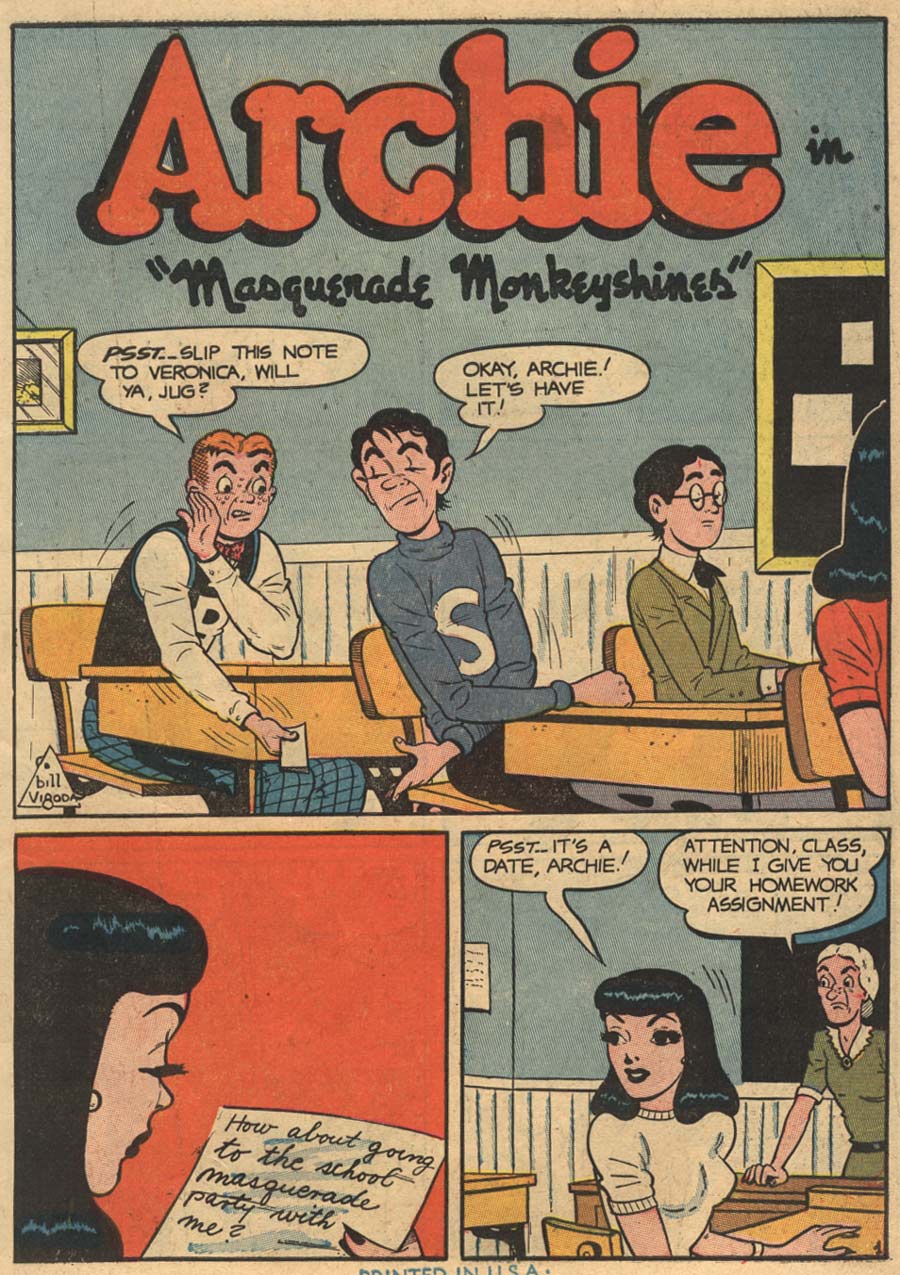 Archie in
"Masquerade Monkeyshines"
PSST-- SLIP THIS NOTE
TO VERONICA, WILL
YA, JUG?
OKAY, ARCHIE!
LET'S HAVE
IT!
S
bill
VIGODA
How about going
to the school
masquerade
party with
me?
PSST-- IT'S A
DATE, ARCHIE!
ATTENTION, CLASS,
WHILE I GIVE YOU
YOUR HOMEWORK
ASSIGNMENT!
1
PRINTED IN U.S.A.